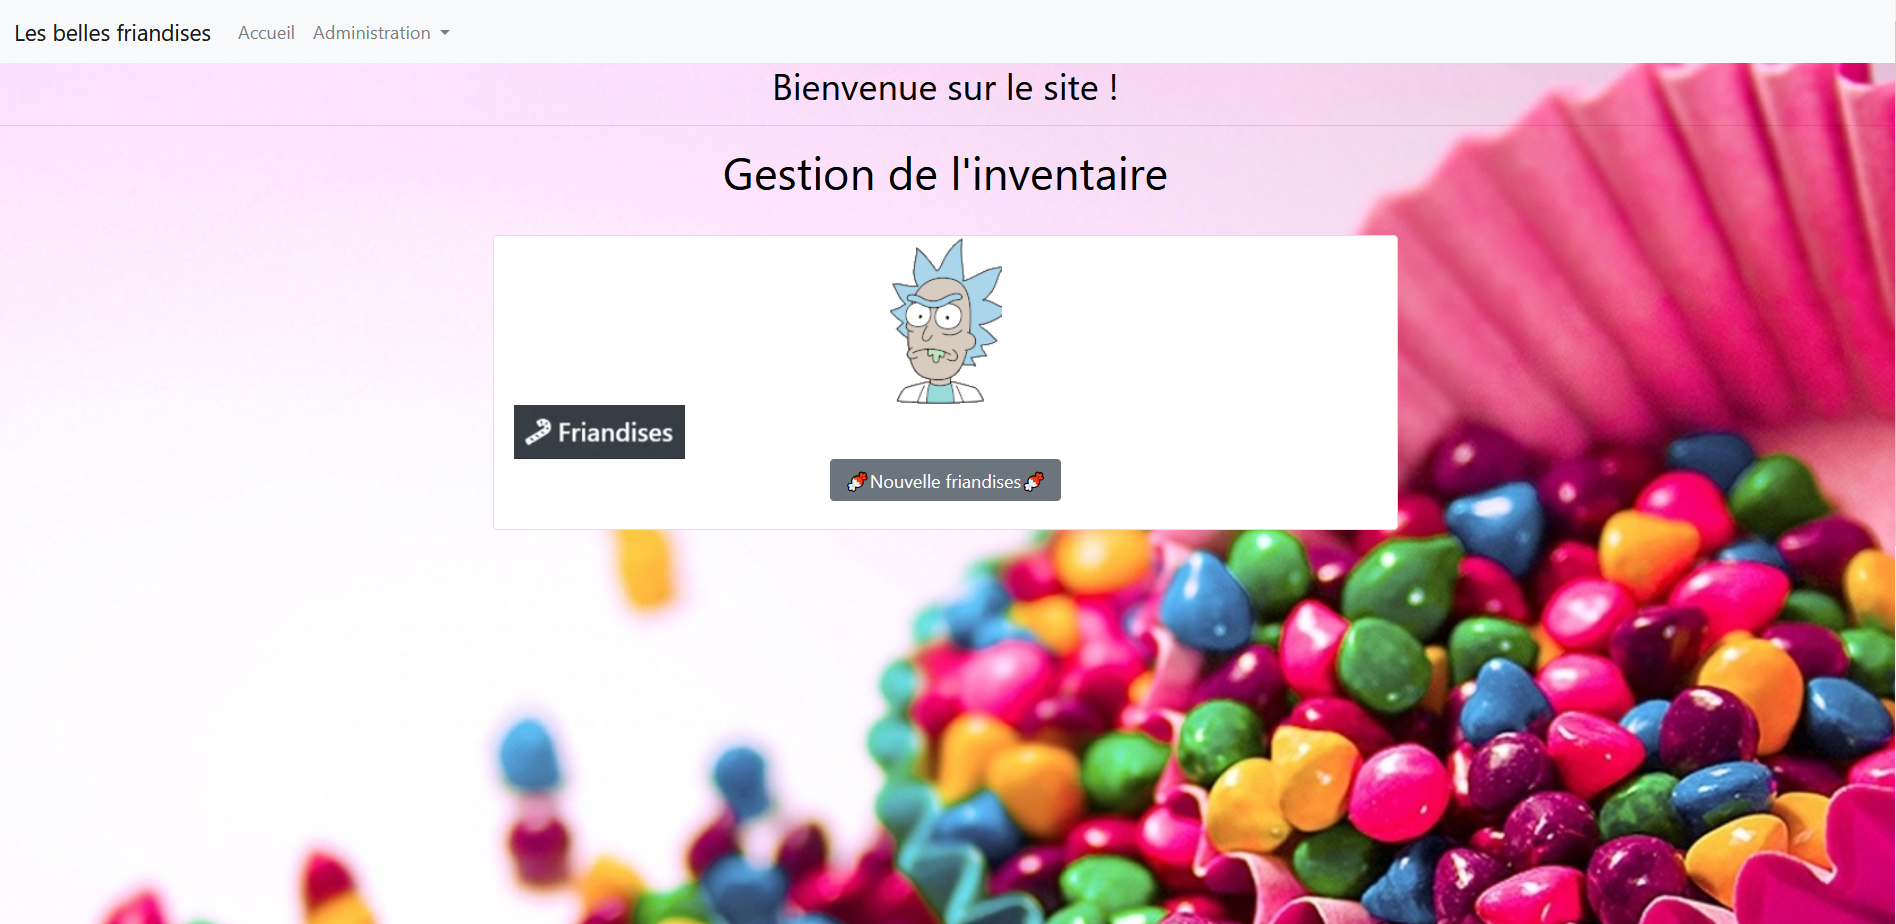 Les belles friandises Accueil Administration
Bienvenue sur le site !
Gestion de l'inventaire
Friandises
Nouvelle friandises